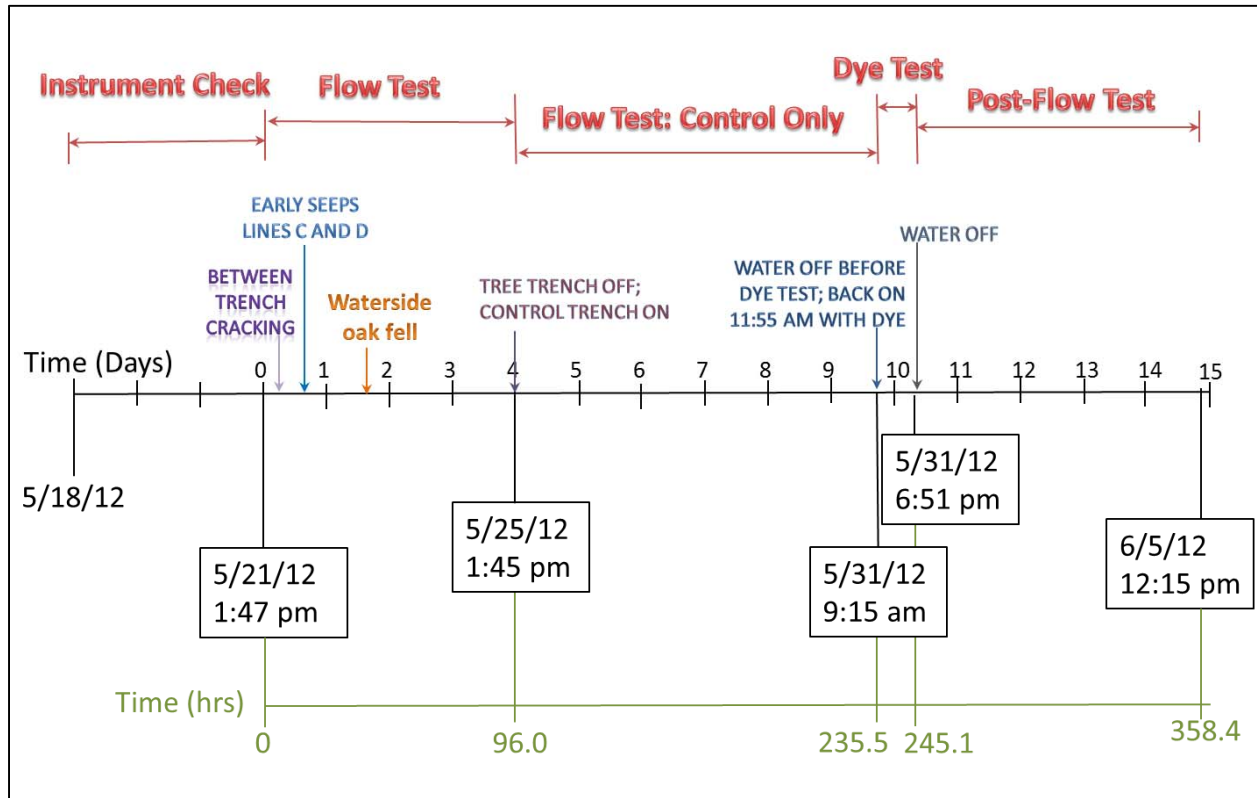 Instrument Check
Flow Test
Flow Test: Control Only
Dye Test
Post-Flow Test
EARLY SEEPS
LINES C AND D
BETWEEN
TRENCH
CRACKING
Waterside
oak fell
TREE TRENCH OFF;
CONTROL TRENCH ON
WATER OFF BEFORE
DYE TEST; BACK ON
11:55 AM WITH DYE
WATER OFF
Time (Days)
0 1 2 3 4 5 6 7 8 9 10 11 12 13 14 15
5/18/12
5/21/12
1:47 pm
5/25/12
1:45 pm
5/31/12
9:15 am
5/31/12
6:51 pm
6/5/12
12:15 pm
Time (hrs)
0 96.0 235.5 245.1 358.4